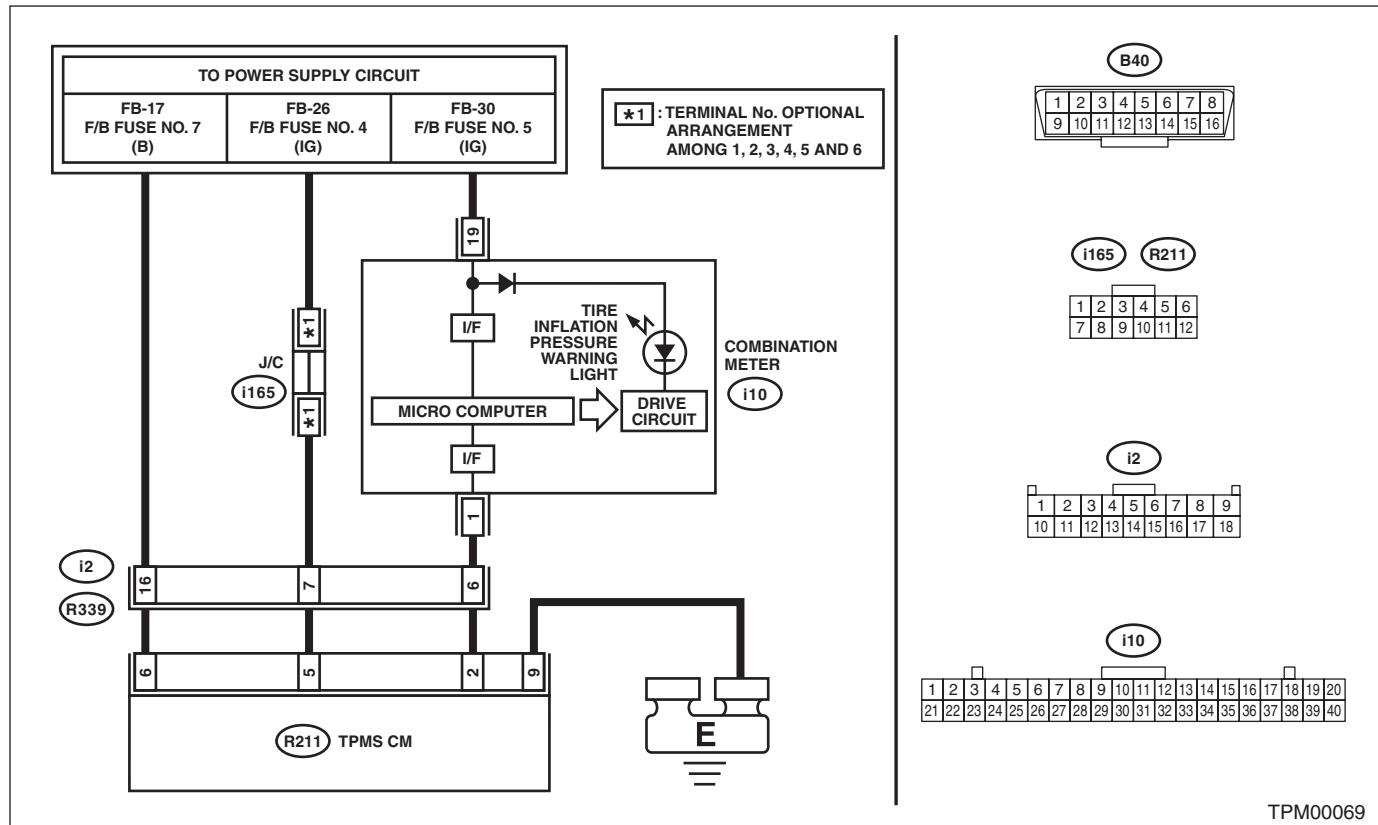 TO POWER SUPPLY CIRCUIT
FB-17
F/B FUSE NO. 7
(B)
FB-26
F/B FUSE NO. 4
(IG)
FB-30
F/B FUSE NO. 5
(IG)
*1 : TERMINAL No. OPTIONAL
ARRANGEMENT
AMONG 1, 2, 3, 4, 5 AND 6
19
I/F
TIRE
INFLATION
PRESSURE
WARNING
LIGHT
COMBINATION
METER
i10
MICRO COMPUTER
DRIVE
CIRCUIT
I/F
1
*1
J/C
i165
*1
i2
R339
16
7
6
6
5
2
9
R211 TPMS CM
E
B40
1 2 3 4 5 6 7 8
9 10 11 12 13 14 15 16
i165 R211
1 2 3 4 5 6
7 8 9 10 11 12
i2
1 2 3 4 5 6 7 8 9
10 11 12 13 14 15 16 17 18
i10
1 2 3 4 5 6 7 8 9 10 11 12 13 14 15 16 17 18 19 20
21 22 23 24 25 26 27 28 29 30 31 32 33 34 35 36 37 38 39 40
TPM00069